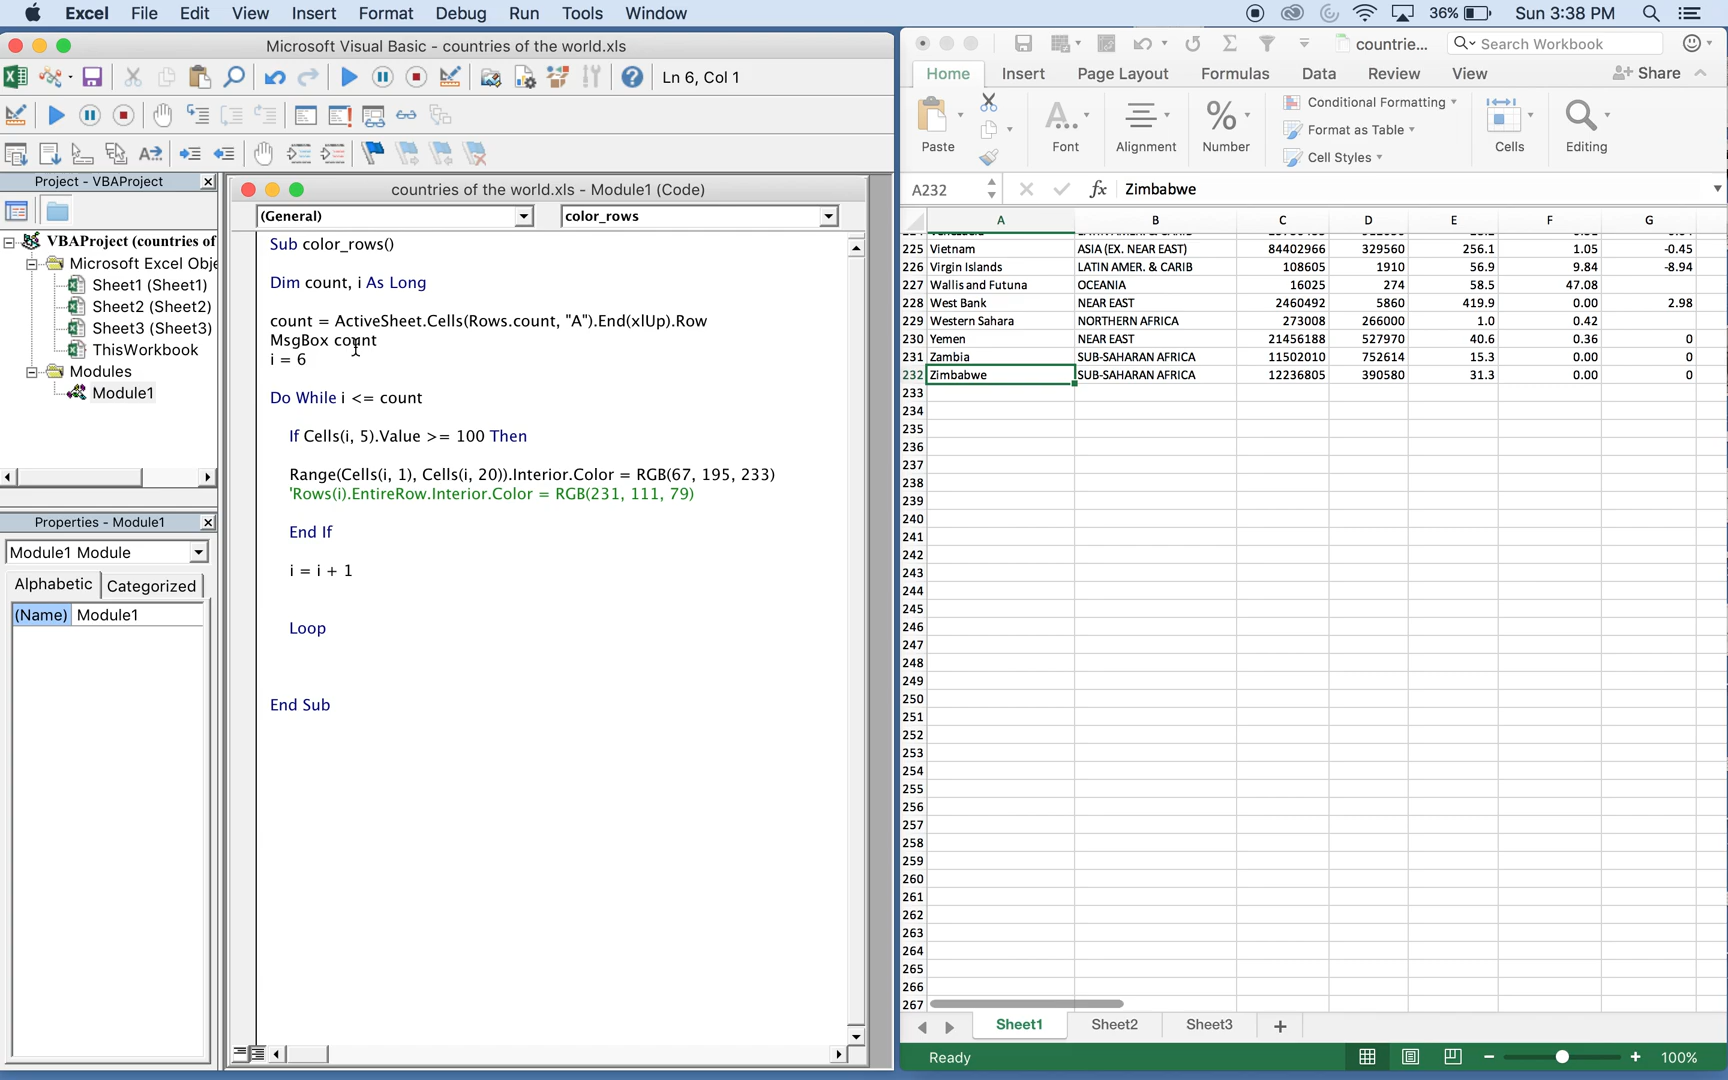 Excel File Edit View Insert Format Debug Run Tools Window 36% Sun 3:38 PM
Microsoft Visual Basic - countries of the world.xls
Ln 6, Col 1
Project - VBAProject
VBAProject (countries of
Microsoft Excel Obje
Sheet1 (Sheet1)
Sheet2 (Sheet2)
Sheet3 (Sheet3)
ThisWorkbook
Modules
Module1
Properties - Module1
Module1 Module
Alphabetic Categorized
(Name) Module1
countries of the world.xls - Module1 (Code)
(General) color_rows
Sub color_rows()
Dim count, i As Long
count = ActiveSheet.Cells(Rows.count, "A").End(xlUp).Row
MsgBox count
i = 6
Do While i <= count
If Cells(i, 5).Value >= 100 Then
Range(Cells(i, 1), Cells(i, 20)).Interior.Color = RGB(67, 195, 233)
'Rows(i).EntireRow.Interior.Color = RGB(231, 111, 79)
End If
i = i + 1
Loop
End Sub
countrie... Search Workbook
Home Insert Page Layout Formulas Data Review View Share
Paste Font Alignment Number
Conditional Formatting
Format as Table
Cell Styles
Cells Editing
A232 fx Zimbabwe
A B C D E F G
225 Vietnam ASIA (EX. NEAR EAST) 84402966 329560 256.1 1.05 -0.45
226 Virgin Islands LATIN AMER. & CARIB 108605 1910 56.9 9.84 -8.94
227 Wallis and Futuna OCEANIA 16025 274 58.5 47.08
228 West Bank NEAR EAST 2460492 5860 419.9 0.00 2.98
229 Western Sahara NORTHERN AFRICA 273008 266000 1.0 0.42
230 Yemen NEAR EAST 21456188 527970 40.6 0.36 0
231 Zambia SUB-SAHARAN AFRICA 11502010 752614 15.3 0.00 0
232 Zimbabwe SUB-SAHARAN AFRICA 12236805 390580 31.3 0.00 0
233
234
235
236
237
238
239
240
241
242
243
244
245
246
247
248
249
250
251
252
253
254
255
256
257
258
259
260
261
262
263
264
265
266
267
Sheet1 Sheet2 Sheet3
Ready 100%